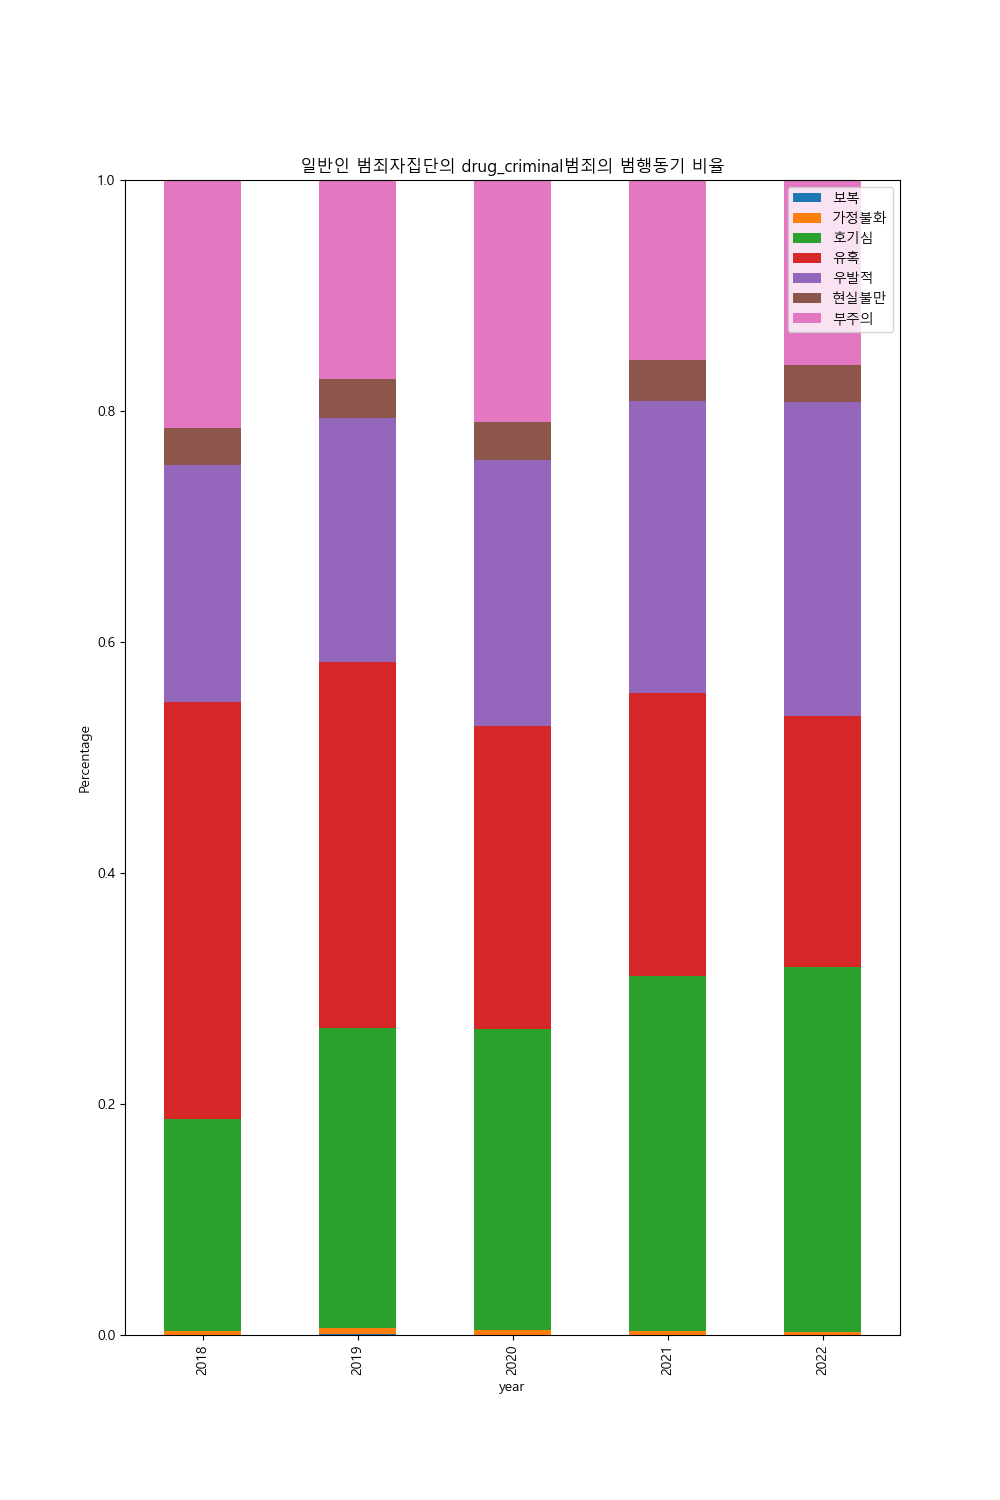 일반인 범죄자집단의 drug_criminal범죄의 범행동기 비율
1.0
0.8
0.6
0.4
0.2
0.0
Percentage
보복
가정불화
호기심
유혹
우발적
현실불만
부주의
2018
2019
2020
2021
2022
year